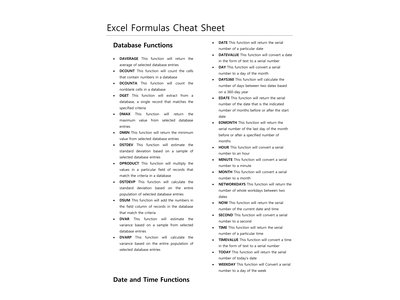 Excel Formulas Cheat Sheet
Database Functions
• DAVERAGE This function will return the
average of selected database entries
• DCOUNT This function will count the cells
that contain numbers in a database
• DCOUNTA This function will count the
nonblank cells in a database
• DGET This function will extract from a
database, a single record that matches the
specified criteria
• DMAX This function will return the
maximum value from selected database
entries
• DMIN This function will return the minimum
value from selected database entries
• DSTDEV This function will estimate the
standard deviation based on a sample of
selected database entries
• DPRODUCT This function will multiply the
values in a particular field of records that
match the criteria in a database
• DSTDEVP This function will calculate the
standard deviation based on the entire
population of selected database entries
• DSUM This function will add the numbers in
the field column of records in the database
that match the criteria
• DVAR This function will estimate the
variance based on a sample from selected
database entries
• DVARP This function will calculate the
variance based on the entire population of
selected database entries
Date and Time Functions
• DATE This function will return the serial
number of a particular date
• DATEVALUE This function will convert a date
in the form of text to a serial number
• DAY This function will convert a serial
number to a day of the month
• DAYS360 This function will calculate the
number of days between two dates based
on a 360-day year
• EDATE This function will return the serial
number of the date that is the indicated
number of months before or after the start
date
• EOMONTH This function will return the
serial number of the last day of the month
before or after a specified number of
months
• HOUR This function will convert a serial
number to an hour
• MINUTE This function will convert a serial
number to a minute
• MONTH This function will convert a serial
number to a month
• NETWORKDAYS This function will return the
number of whole workdays between two
dates
• NOW This function will return the serial
number of the current date and time
• SECOND This function will convert a serial
number to a second
• TIME This function will return the serial
number of a particular time
• TIMEVALUE This function will convert a time
in the form of text to a serial number
• TODAY This function will return the serial
number of today's date
• WEEKDAY This function will Convert a serial
number to a day of the week